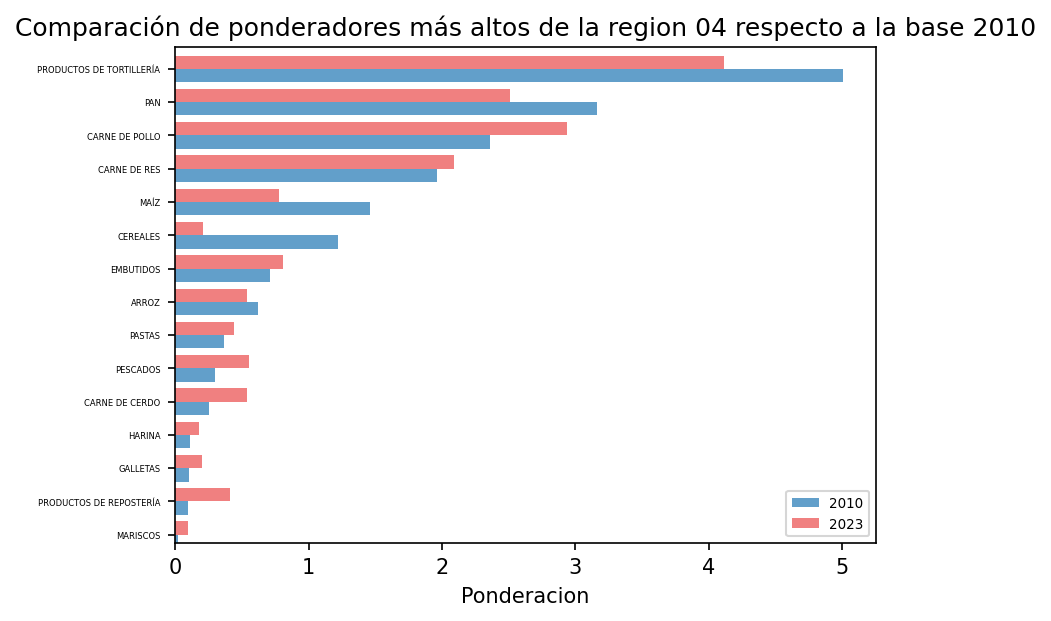 Comparación de ponderadores más altos de la region 04 respecto a la base 2010
PRODUCTOS DE TORTILLERÍA
PAN
CARNE DE POLLO
CARNE DE RES
MAÍZ
CEREALES
EMBUTIDOS
ARROZ
PASTAS
PESCADOS
CARNE DE CERDO
HARINA
GALLETAS
PRODUCTOS DE REPOSTERÍA
MARISCOS
2010
2023
0 1 2 3 4 5
Ponderacion